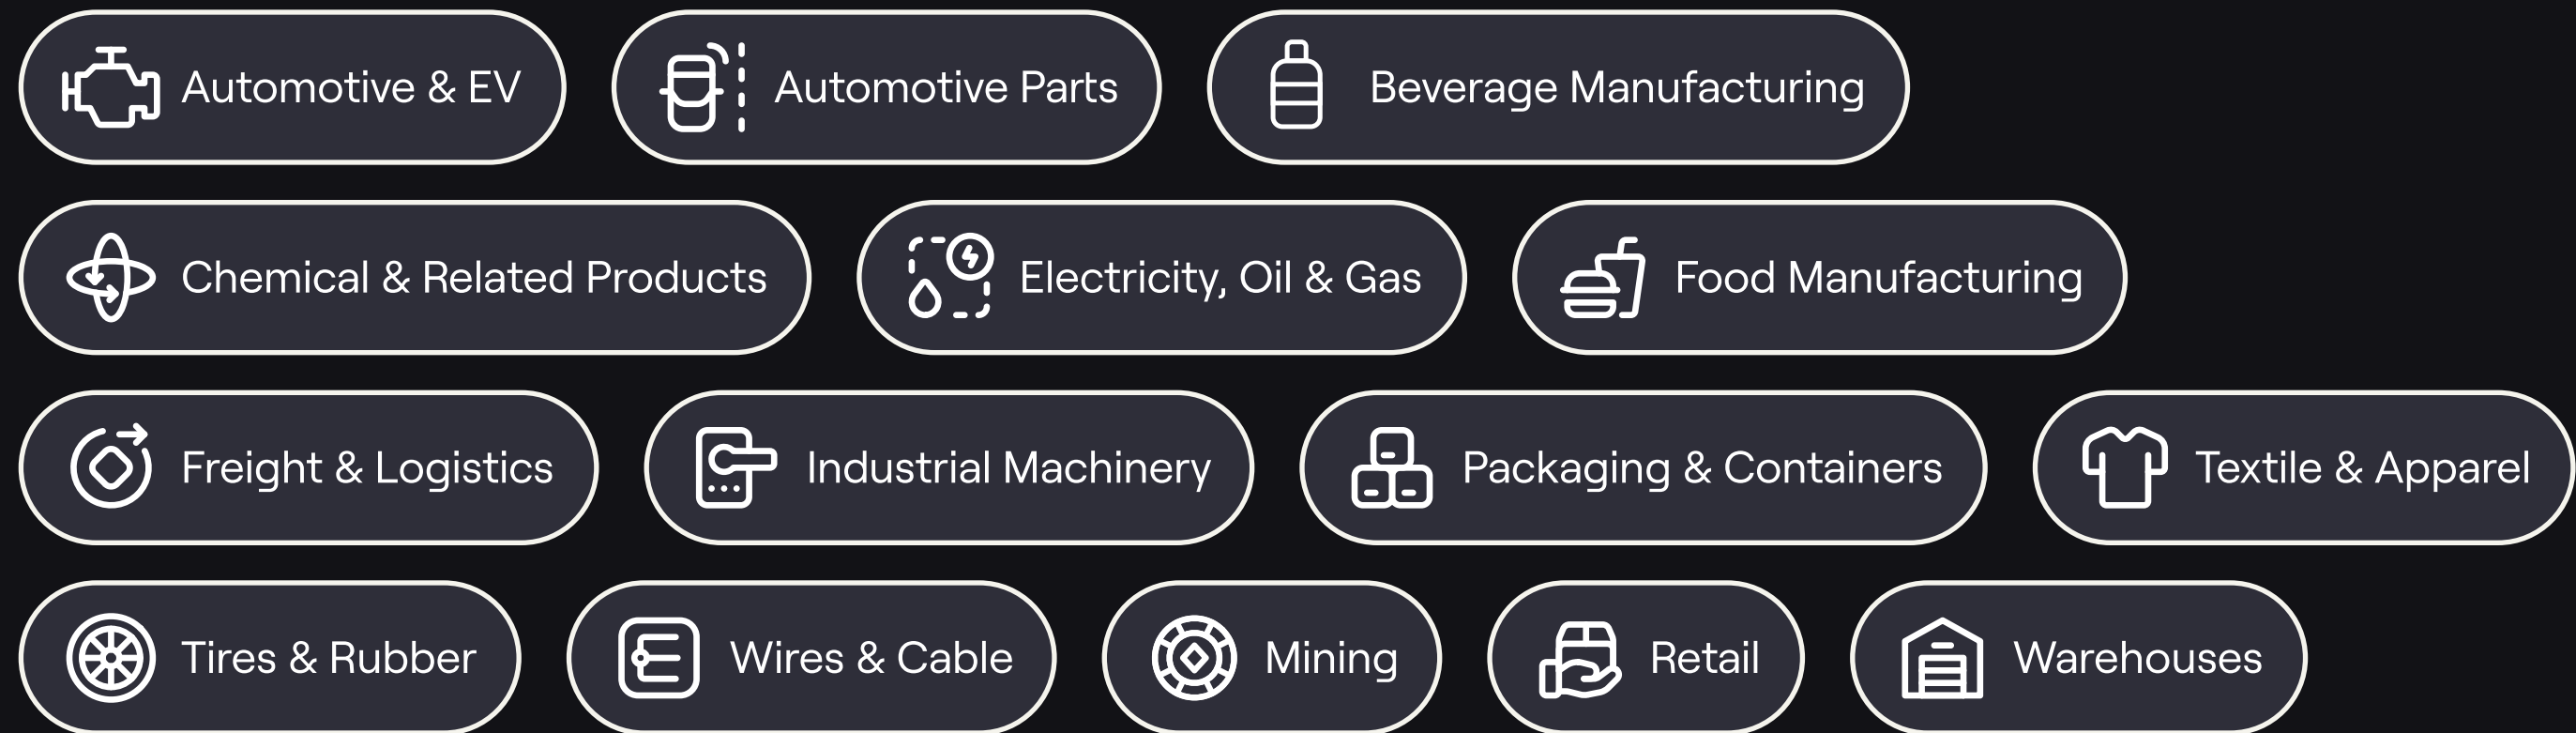 Automotive & EV
Automotive Parts
Beverage Manufacturing
Chemical & Related Products
Electricity, Oil & Gas
Food Manufacturing
Freight & Logistics
Industrial Machinery
Packaging & Containers
Textile & Apparel
Tires & Rubber
Wires & Cable
Mining
Retail
Warehouses